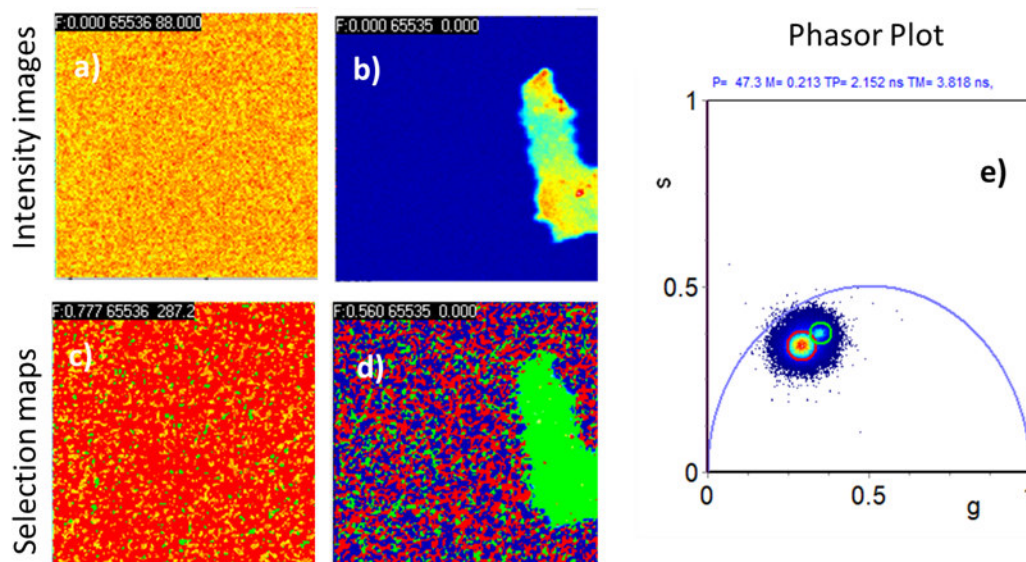 Intensity images
F:0.000 65536 88.000
a)
F:0.000 65535 0.000
b)
Selection maps
F:0.777 65536 287.2
c)
F:0.560 65535 0.000
d)
Phasor Plot
P= 47.3 M= 0.213 TP= 2.152 ns TM= 3.818 ns,
1
e)
s
0.5
0
0
0.5
g